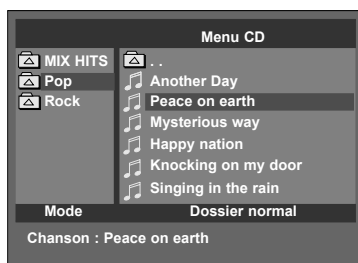 Menu CD
MIX HITS
Pop
Rock
. .
Another Day
Peace on earth
Mysterious way
Happy nation
Knocking on my door
Singing in the rain
Mode
Dossier normal
Chanson : Peace on earth